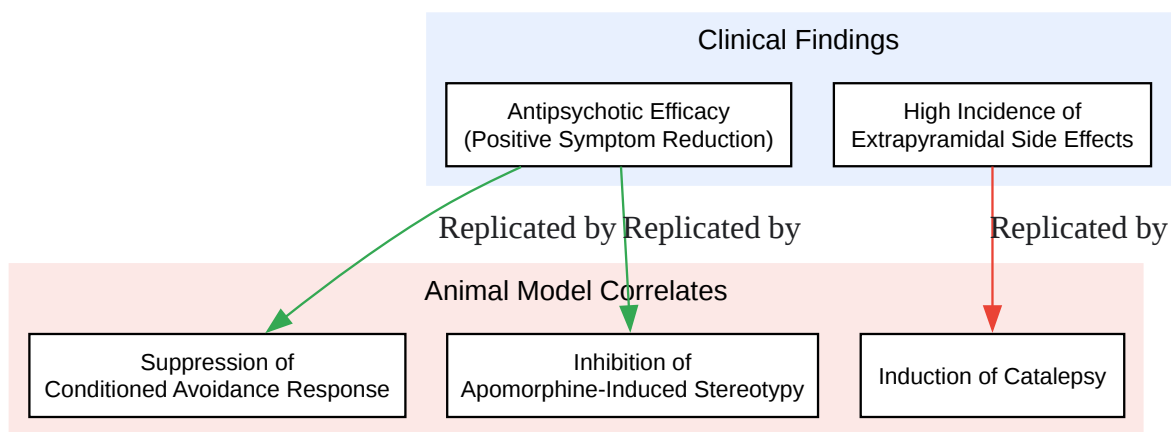 Clinical Findings
Antipsychotic Efficacy
(Positive Symptom Reduction)
High Incidence of
Extrapyramidal Side Effects
Replicated by
Replicated by
Replicated by
Animal Model Correlates
Suppression of
Conditioned Avoidance Response
Inhibition of
Apomorphine-Induced Stereotypy
Induction of Catalepsy